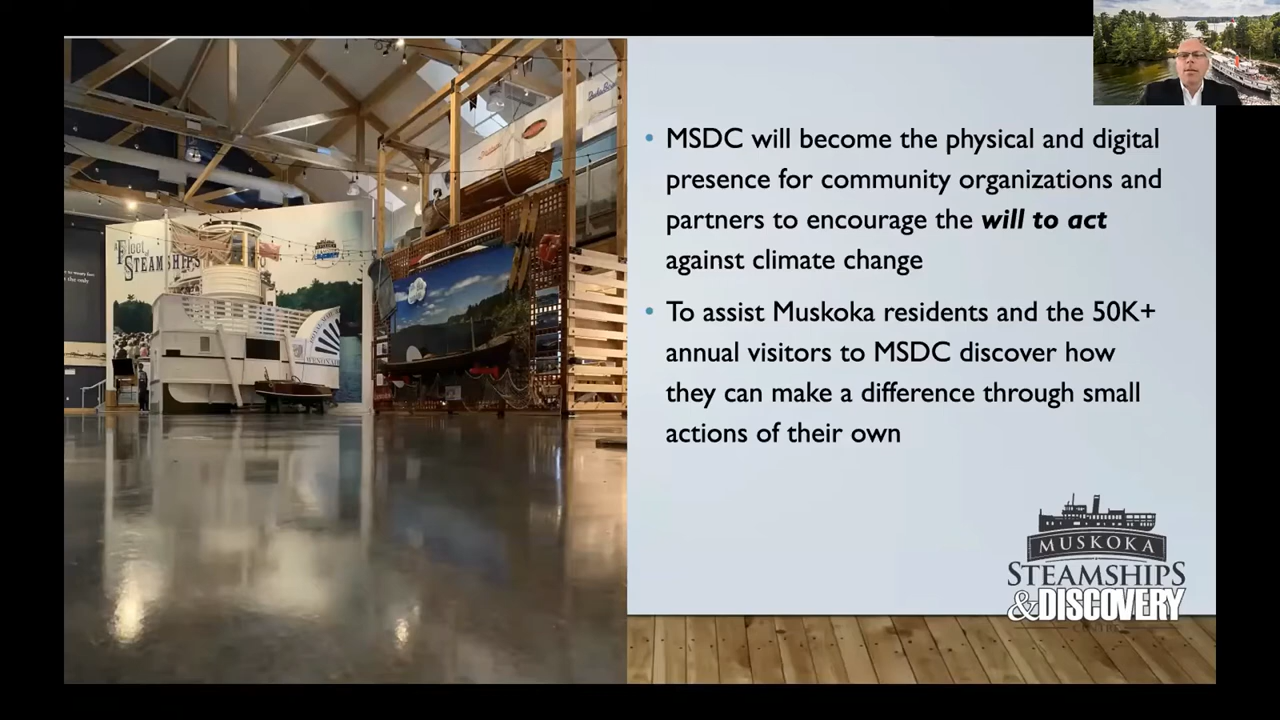 MSDC will become the physical and digital
presence for community organizations and
partners to encourage the will to act
against climate change
To assist Muskoka residents and the 50K+
annual visitors to MSDC discover how
they can make a difference through small
actions of their own
A Fleet
STEAMSHIPS
MUSKOKA
STEAMSHIPS
&DISCOVERY
CENTRE